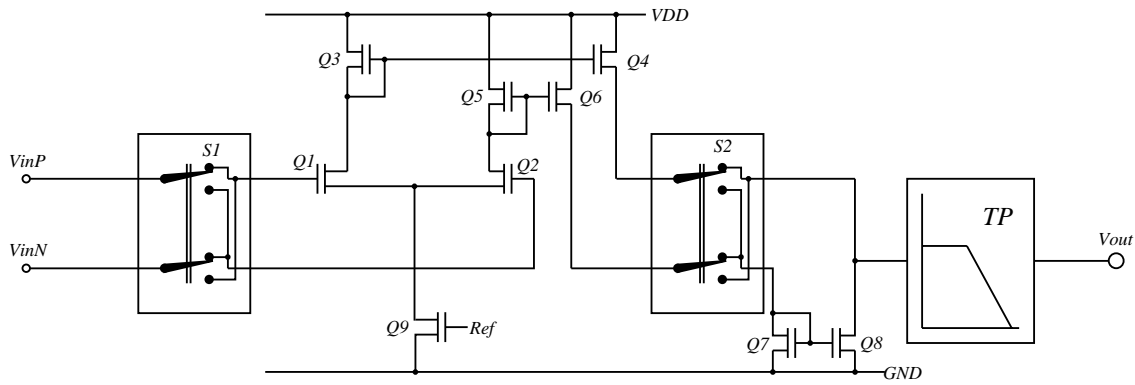 VDD
Q3
Q4
Q5
Q6
S1
S2
VinP
Q1
Q2
TP
VinN
Vout
Q9
Ref
Q7
Q8
GND